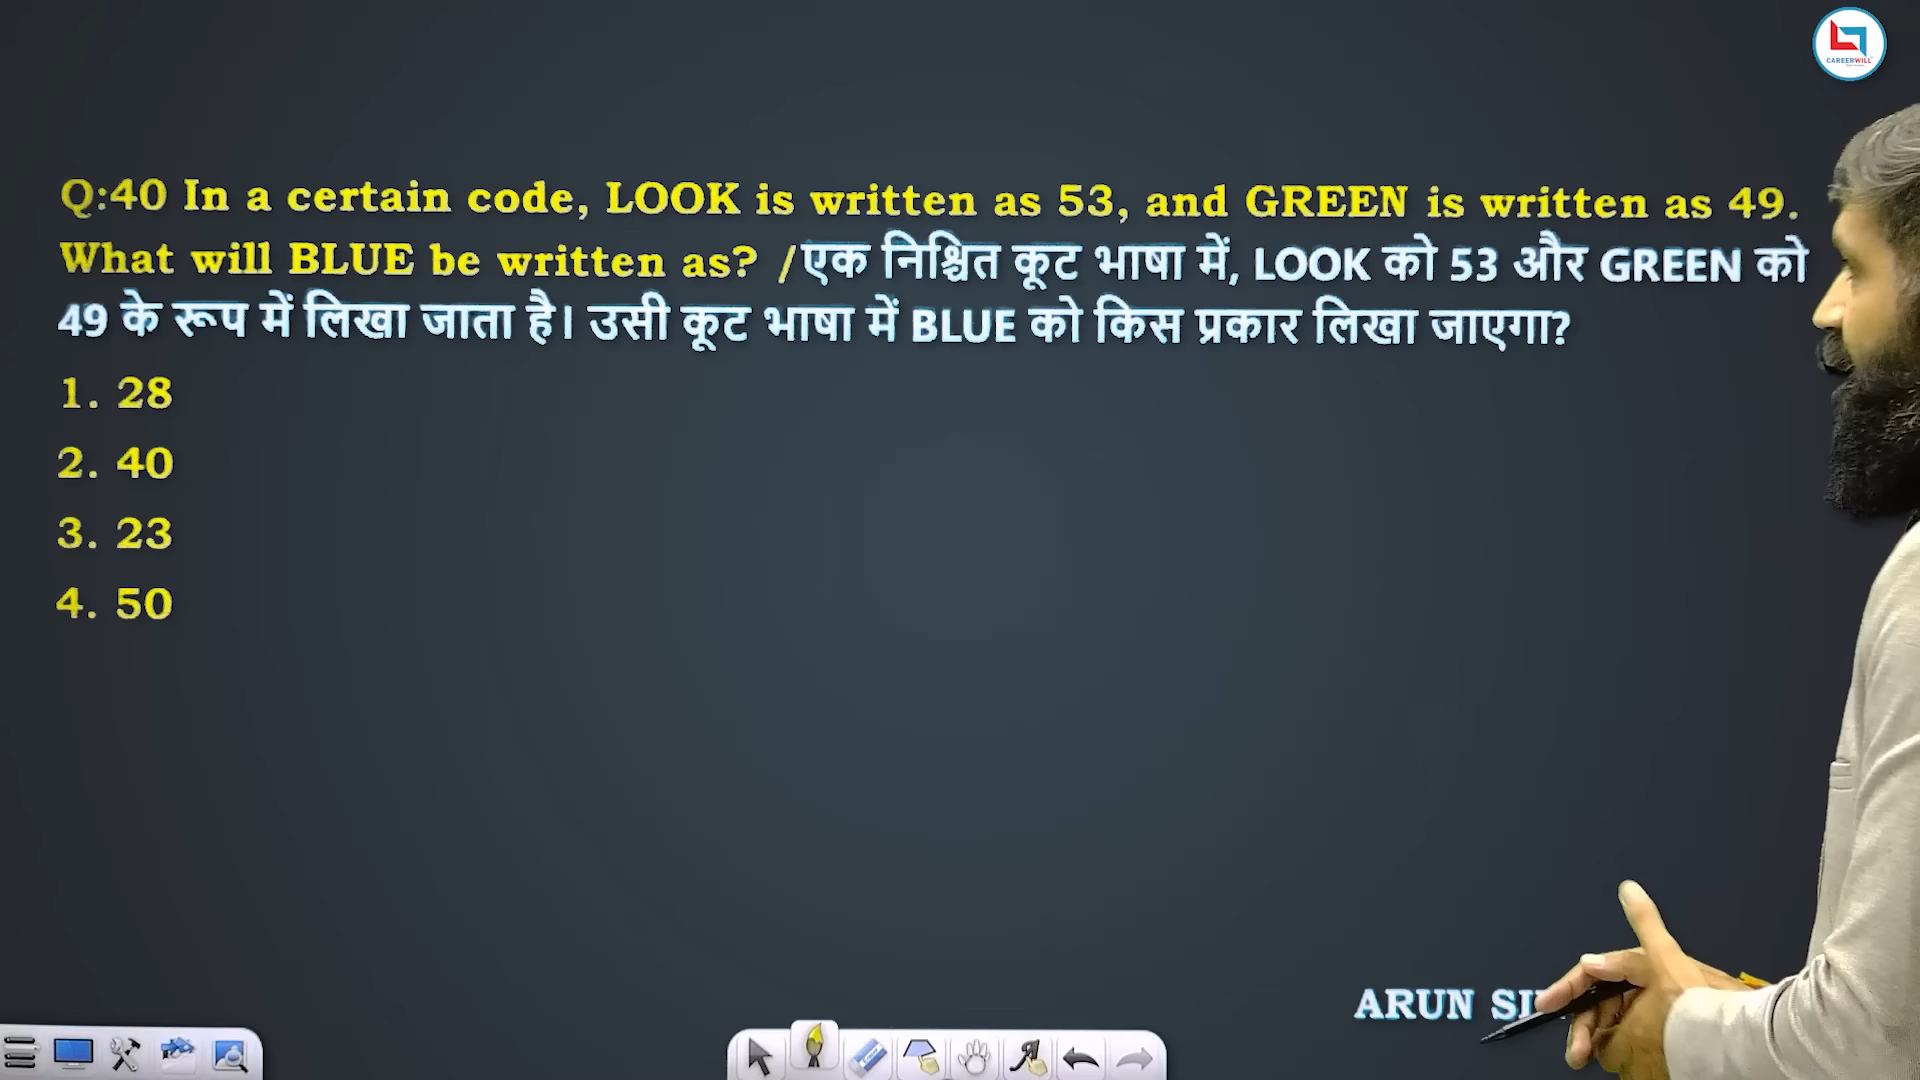 CAREERWILL
Q:40 In a certain code, LOOK is written as 53, and GREEN is written as 49.
What will BLUE be written as? /एक निश्चित कूट भाषा में, LOOK को 53 और GREEN को
49 के रूप में लिखा जाता है। उसी कूट भाषा में BLUE को किस प्रकार लिखा जाएगा?
1. 28
2. 40
3. 23
4. 50
ARUN